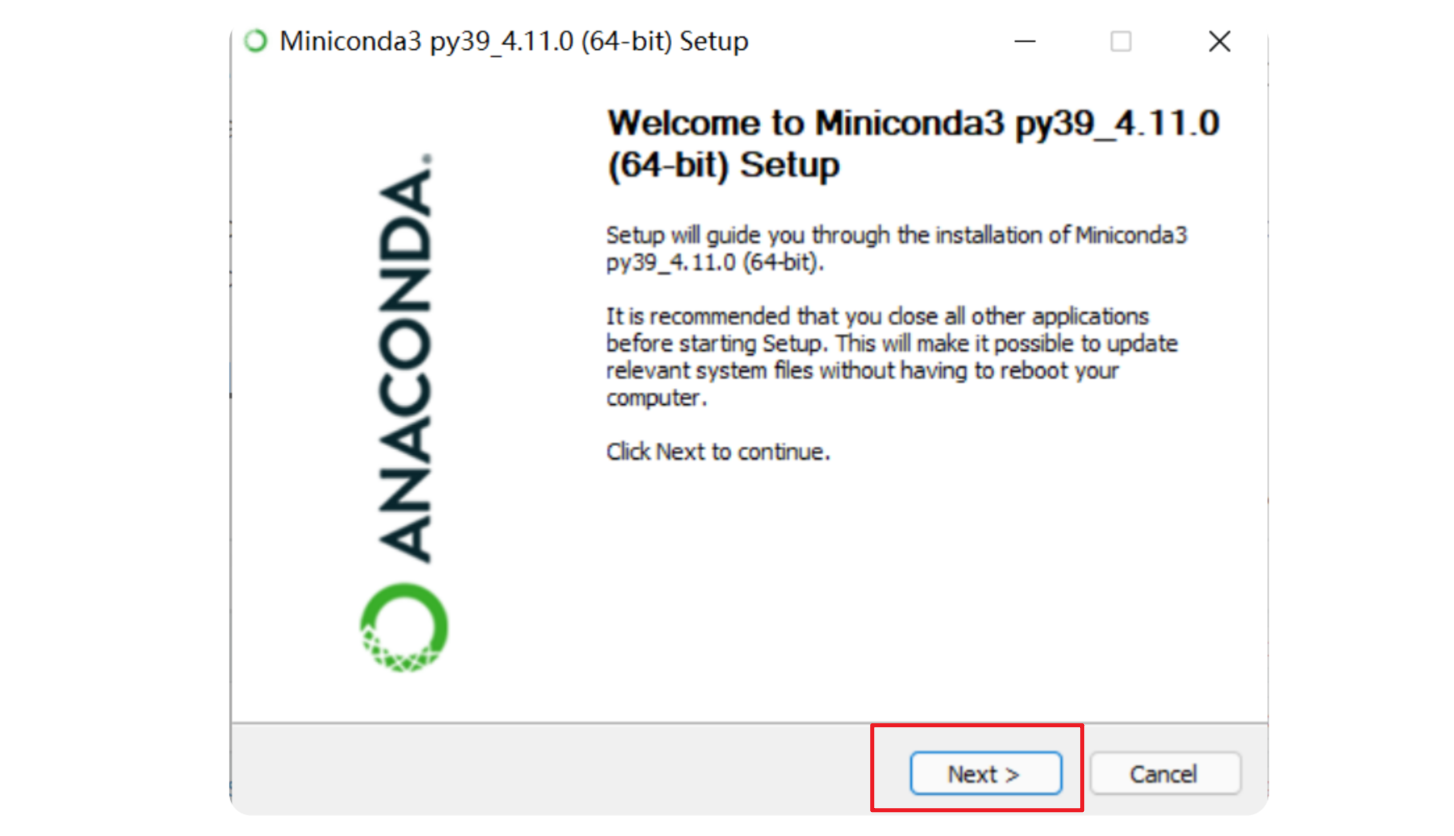 Miniconda3 py39_4.11.0 (64-bit) Setup
Welcome to Miniconda3 py39_4.11.0
(64-bit) Setup
Setup will guide you through the installation of Miniconda3
py39_4.11.0 (64-bit).
It is recommended that you close all other applications
before starting Setup. This will make it possible to update
relevant system files without having to reboot your
computer.
Click Next to continue.
ANACONDA.
Next >
Cancel